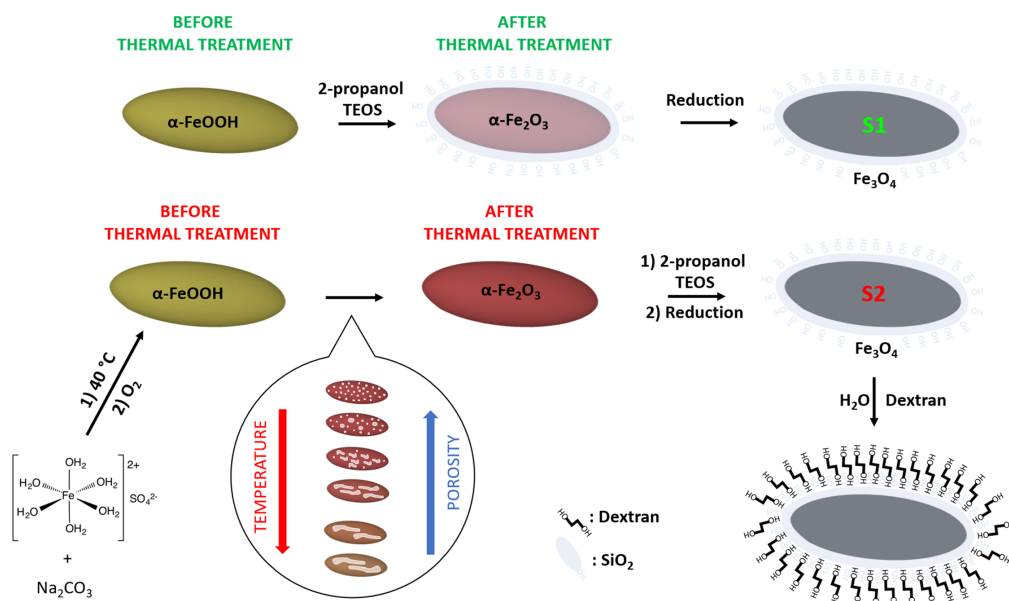 BEFORE
THERMAL TREATMENT
AFTER
THERMAL TREATMENT
α-FeOOH
2-propanol
TEOS
α-Fe₂O₃
Reduction
S1
Fe₃O₄
BEFORE
THERMAL TREATMENT
AFTER
THERMAL TREATMENT
α-FeOOH
α-Fe₂O₃
1) 2-propanol
TEOS
2) Reduction
S2
Fe₃O₄
1) 40 °C
2) O₂
H₂O
Dextran
TEMPERATURE
POROSITY
OH₂
2+
H₂O
OH₂
Fe
SO₄²⁻
H₂O
OH₂
OH₂
+
Na₂CO₃
: Dextran
: SiO₂